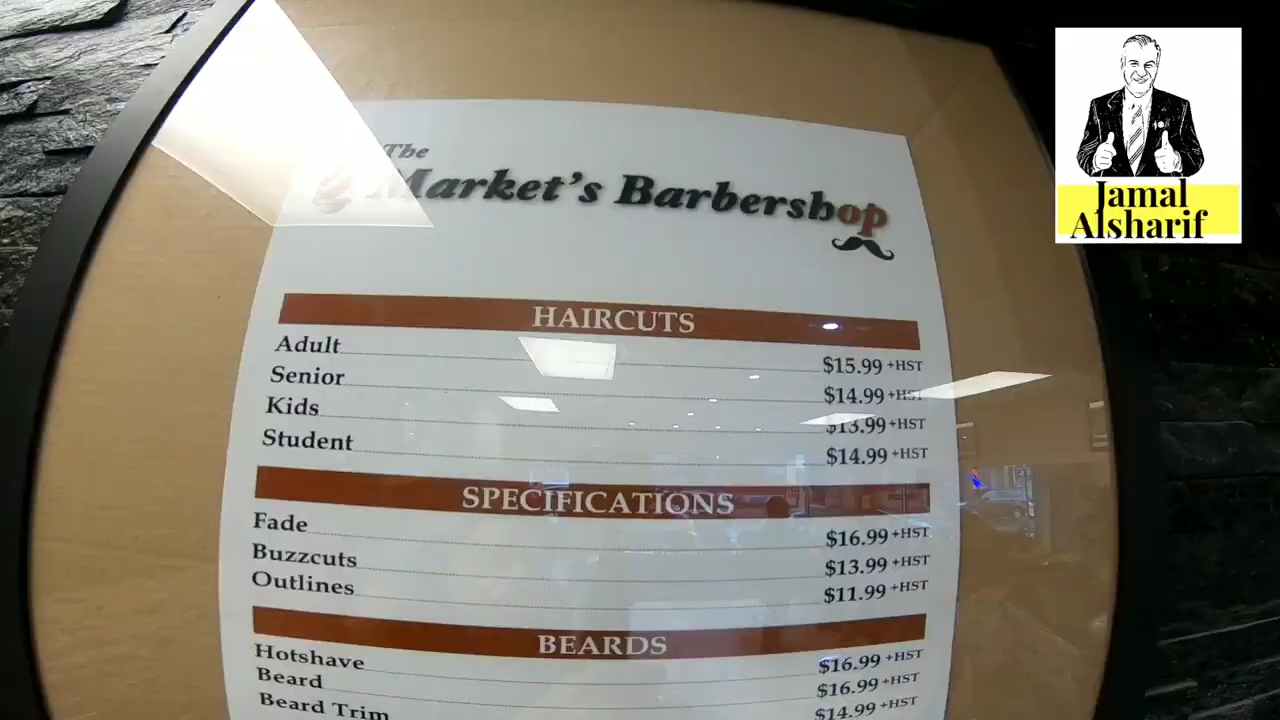 The
Market's Barbershop
HAIRCUTS
Adult $15.99 +HST
Senior $14.99 +HST
Kids $13.99 +HST
Student $14.99 +HST
SPECIFICATIONS
Fade $16.99 +HST
Buzzcuts $13.99 +HST
Outlines $11.99 +HST
BEARDS
Hotshave $16.99 +HST
Beard $16.99 +HST
Beard Trim $14.99 +HST
Jamal
Alsharif